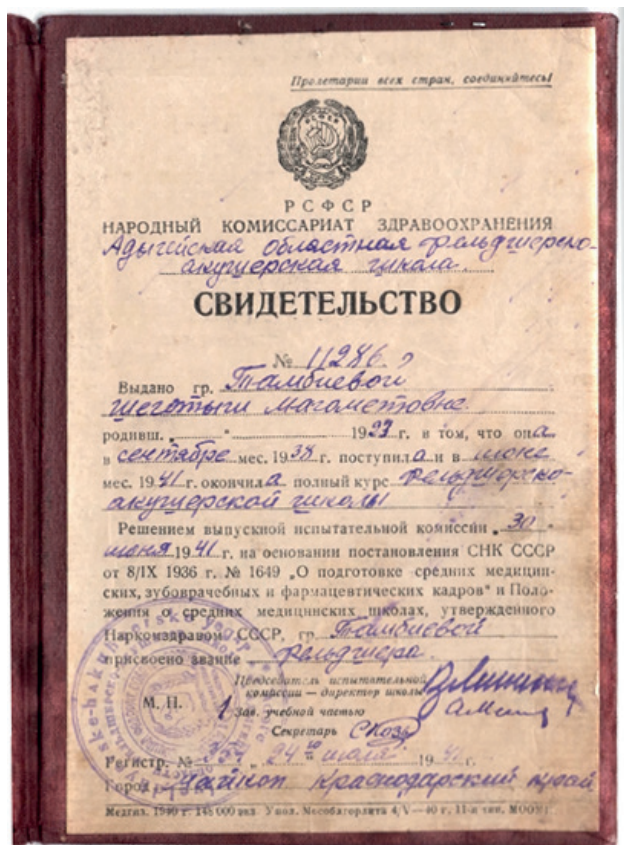 Пролетарии всех стран, соединяйтесь!
РСФСР
НАРОДНЫЙ КОМИССАРИАТ ЗДРАВООХРАНЕНИЯ
Адыгейская областная фельдшерско-
акушерская школа.
СВИДЕТЕЛЬСТВО
№ 11286
Выдано гр. Тамбиевой
Магометовне
родивш. „ “ 1923 г. в том, что она
в сентябре мес. 1938 г. поступила и в июне
мес. 1941 г. окончила полный курс фельдшерско-
акушерской школы
Решением выпускной испытательной комиссии „30“
июня 1941 г. на основании постановления СНК СССР
от 8/IX 1936 г. № 1649 „О подготовке средних медицин-
ских, зубоврачебных и фармацевтических кадров“ и Поло-
жения о средних медицинских школах, утвержденного
Наркомздравом СССР, гр. Тамбиевой
присвоено звание фельдшера.
Председатель испытательной
комиссии — директор школы
М. П.
Зав. учебной частью
Секретарь
Регистр. № „24“ июля 1941 г.
Город Майкоп Краснодарский край
Медгиз. 1940 г. 145 000 экз.